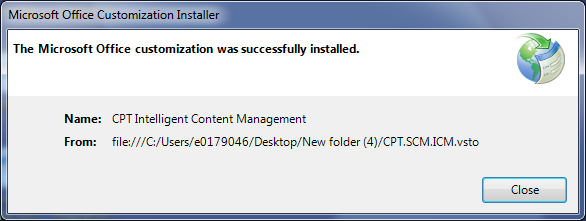 Microsoft Office Customization Installer
The Microsoft Office customization was successfully installed.
Name: CPT Intelligent Content Management
From: file:///C:/Users/e0179046/Desktop/New folder (4)/CPT.SCM.ICM.vsto
Close